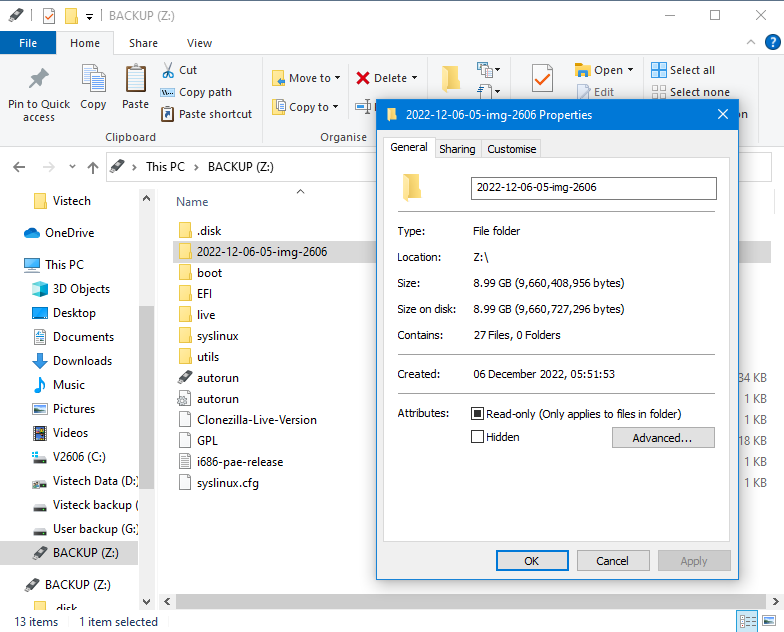 BACKUP (Z:)
File
Home
Share
View
Pin to Quick access
Copy
Paste
Cut
Copy path
Paste shortcut
Clipboard
Move to
Copy to
Delete
Organise
Open
Edit
Select all
Select none
This PC
BACKUP (Z:)
Vistech
OneDrive
This PC
3D Objects
Desktop
Documents
Downloads
Music
Pictures
Videos
V2606 (C:)
Vistech Data (D:)
Visteck backup (
User backup (G:)
BACKUP (Z:)
BACKUP (Z:)
.disk
Name
.disk
2022-12-06-05-img-2606
boot
EFI
live
syslinux
utils
autorun
autorun
Clonezilla-Live-Version
GPL
i686-pae-release
syslinux.cfg
34 KB
1 KB
1 KB
18 KB
1 KB
1 KB
2022-12-06-05-img-2606 Properties
General
Sharing
Customise
2022-12-06-05-img-2606
Type: File folder
Location: Z:\
Size: 8.99 GB (9,660,408,956 bytes)
Size on disk: 8.99 GB (9,660,727,296 bytes)
Contains: 27 Files, 0 Folders
Created: 06 December 2022, 05:51:53
Attributes: Read-only (Only applies to files in folder)
Hidden
Advanced...
OK
Cancel
Apply
13 items
1 item selected